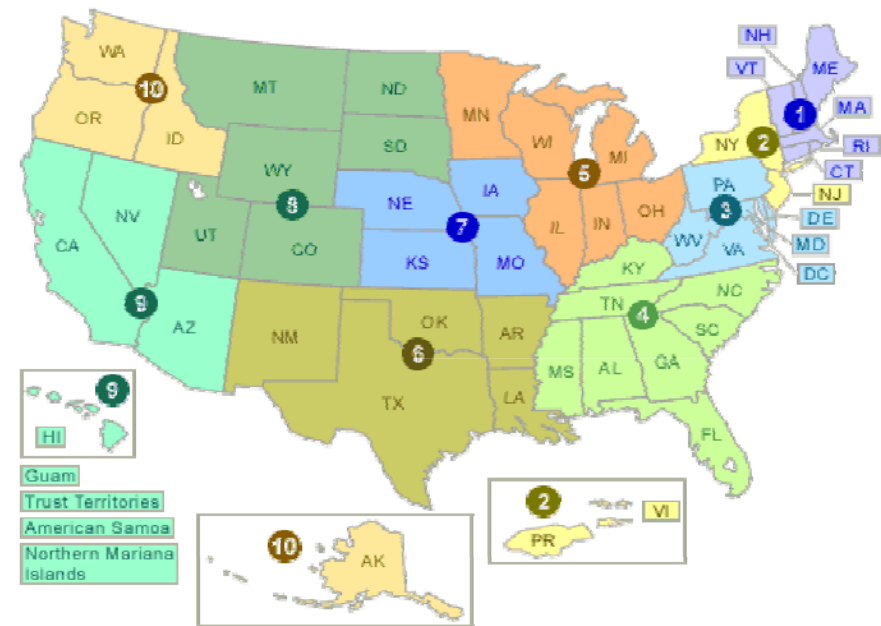 NH
WA
VT
ME
10
MT
ND
MN
OR
MA
1
ID
WI
NY
2
RI
SD
MI
5
CT
WY
PA
NJ
IA
8
NE
3
DE
NV
OH
7
UT
IL
IN
WV
MD
CA
CO
VA
KS
MO
KY
DC
NC
9
TN
4
AZ
OK
NM
AR
SC
6
GA
MS
AL
9
TX
LA
HI
FL
Guam
Trust Territories
2
VI
American Samoa
PR
10
Northern Mariana
Islands
AK